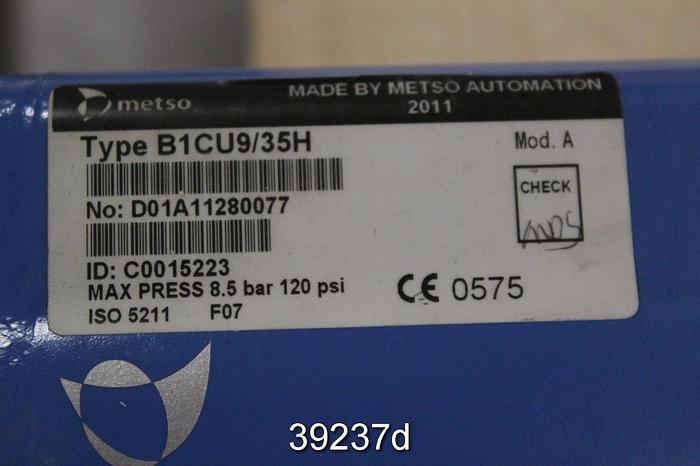 metso
MADE BY METSO AUTOMATION
2011
Type B1CU9/35H
Mod. A
CHECK
No: D01A11280077
ID: C0015223
MAX PRESS 8.5 bar 120 psi
CE 0575
ISO 5211 F07
39237d